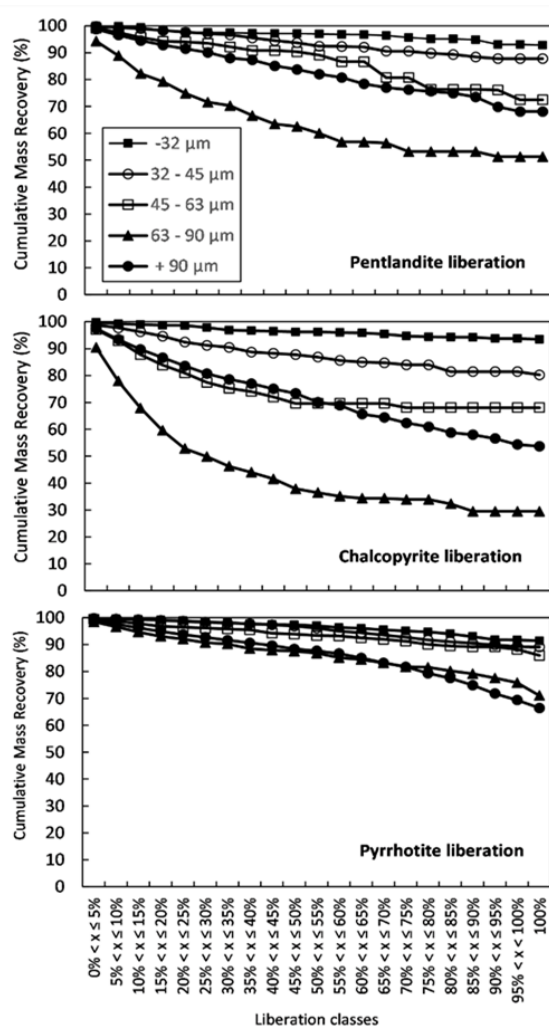 Cumulative Mass Recovery (%)
100
90
80
70
60
50
40
30
20
10
0
-32 µm
32 - 45 µm
45 - 63 µm
63 - 90 µm
+ 90 µm
Pentlandite liberation
Cumulative Mass Recovery (%)
100
90
80
70
60
50
40
30
20
10
0
Chalcopyrite liberation
Cumulative Mass Recovery (%)
100
90
80
70
60
50
40
30
20
10
0
Pyrrhotite liberation
0% < x ≤ 5%
5% < x ≤ 10%
10% < x ≤ 15%
15% < x ≤ 20%
20% < x ≤ 25%
25% < x ≤ 30%
30% < x ≤ 35%
35% < x ≤ 40%
40% < x ≤ 45%
45% < x ≤ 50%
50% < x ≤ 55%
55% < x ≤ 60%
60% < x ≤ 65%
65% < x ≤ 70%
70% < x ≤ 75%
75% < x ≤ 80%
80% < x ≤ 85%
85% < x ≤ 90%
90% < x ≤ 95%
95% < x < 100%
100%
Liberation classes